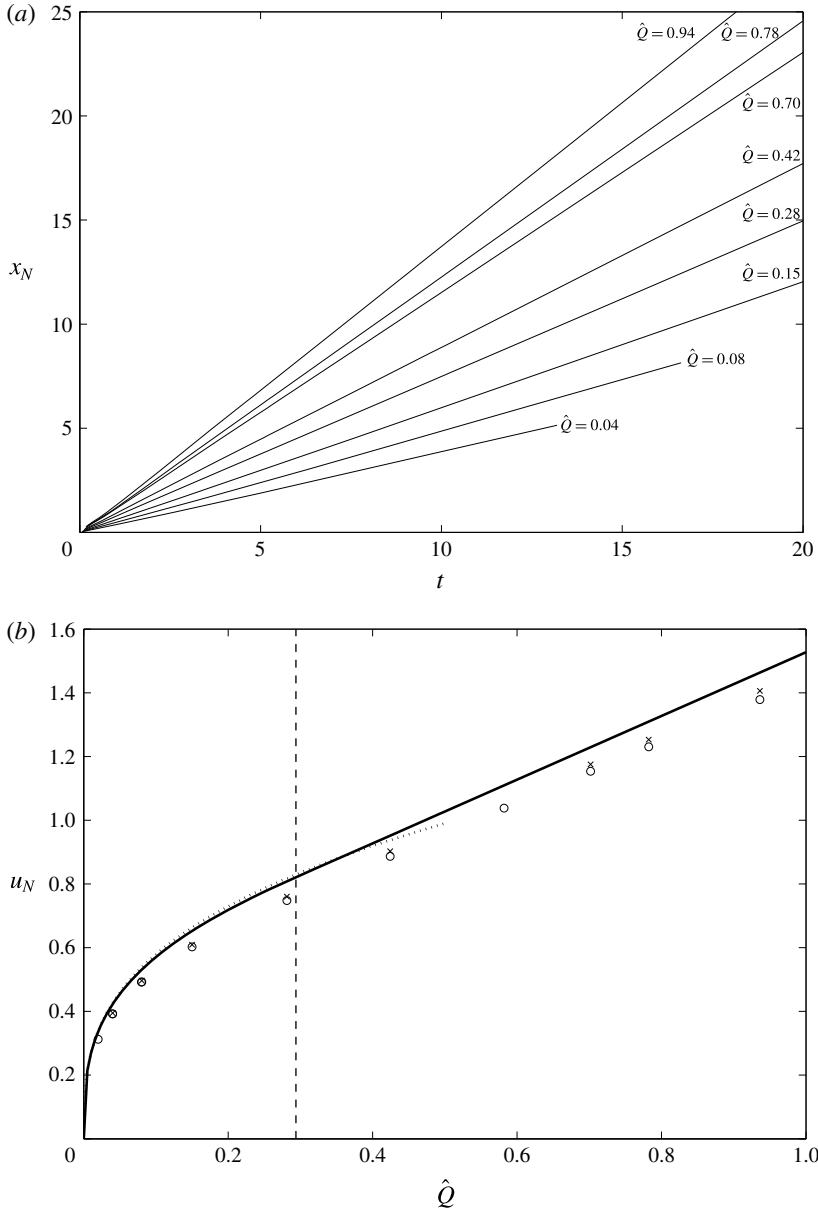 (a)
25
20
15
10
5
0
5
10
15
20
x_N
t
Q̂ = 0.94
Q̂ = 0.78
Q̂ = 0.70
Q̂ = 0.42
Q̂ = 0.28
Q̂ = 0.15
Q̂ = 0.08
Q̂ = 0.04
(b)
1.6
1.4
1.2
1.0
0.8
0.6
0.4
0.2
0
0.2
0.4
0.6
0.8
1.0
u_N
Q̂